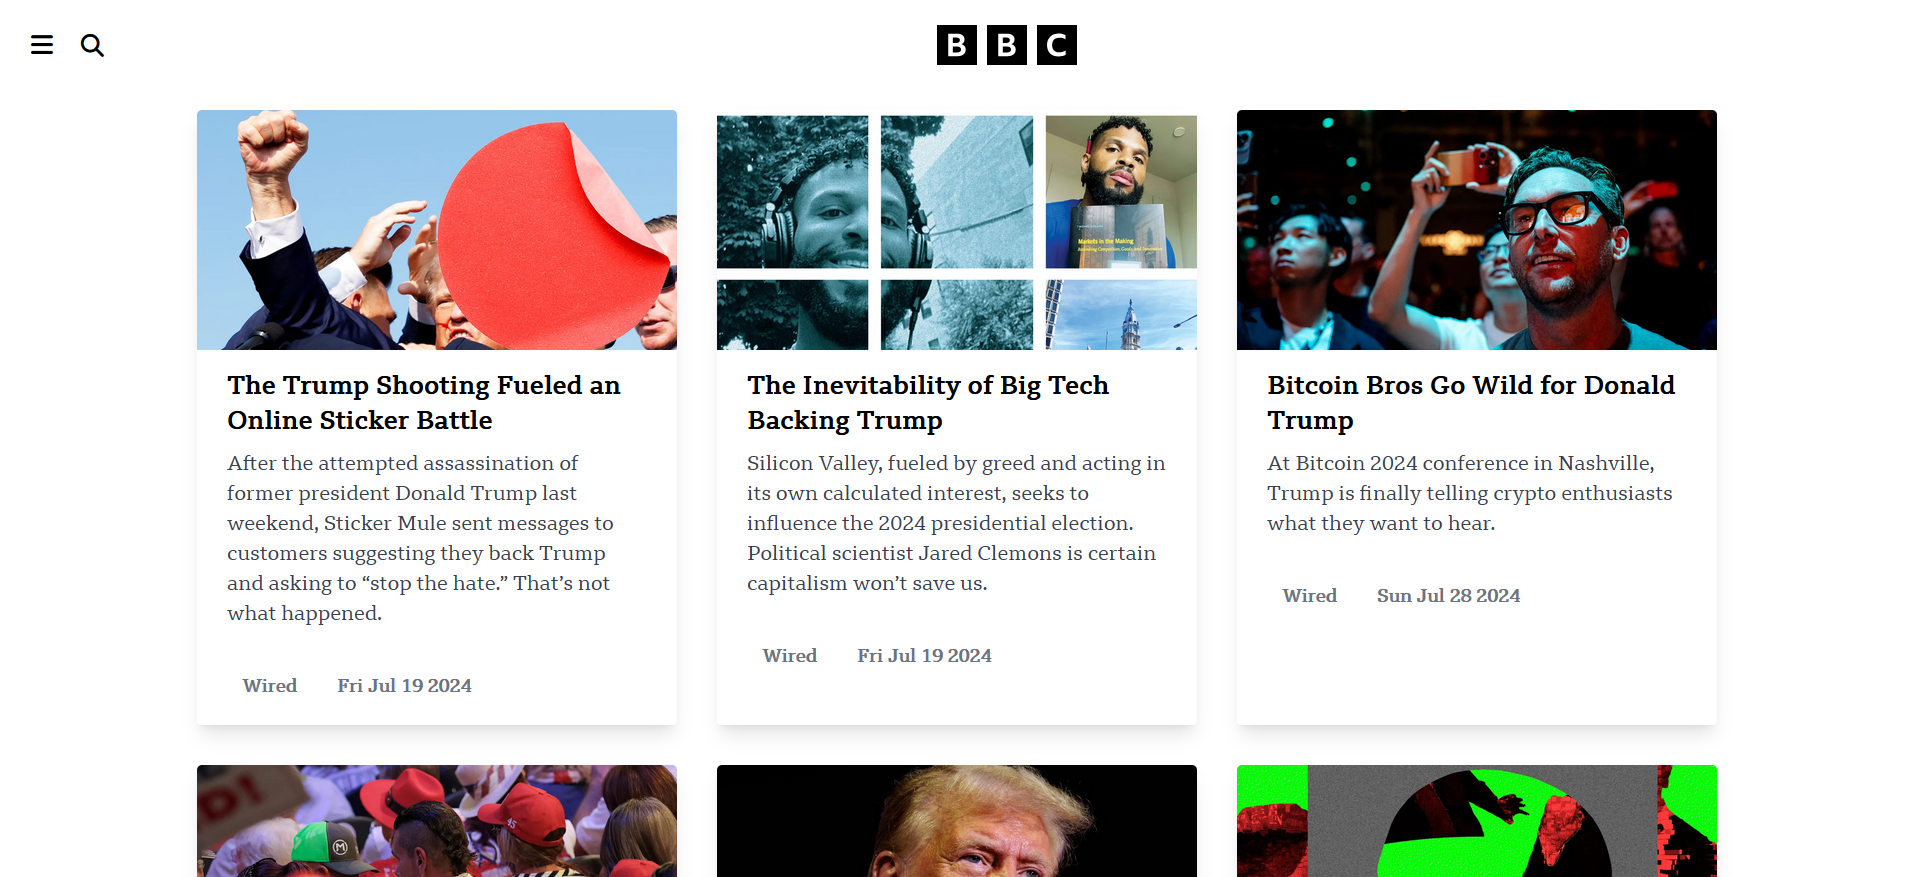 BBC
The Trump Shooting Fueled an
Online Sticker Battle
After the attempted assassination of
former president Donald Trump last
weekend, Sticker Mule sent messages to
customers suggesting they back Trump
and asking to “stop the hate.” That’s not
what happened.
Wired Fri Jul 19 2024
Markets in the Making
The Inevitability of Big Tech
Backing Trump
Silicon Valley, fueled by greed and acting in
its own calculated interest, seeks to
influence the 2024 presidential election.
Political scientist Jared Clemons is certain
capitalism won’t save us.
Wired Fri Jul 19 2024
Bitcoin Bros Go Wild for Donald
Trump
At Bitcoin 2024 conference in Nashville,
Trump is finally telling crypto enthusiasts
what they want to hear.
Wired Sun Jul 28 2024
D!
M
45